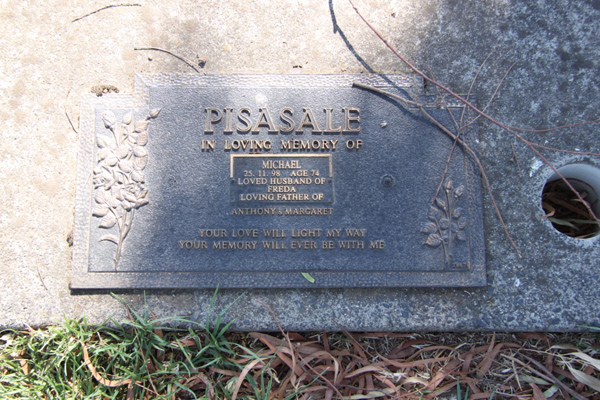 PISASALE
IN LOVING MEMORY OF
MICHAEL
25. 11. 98 AGE 74
LOVED HUSBAND OF
FREDA
LOVING FATHER OF
ANTHONY & MARGARET
YOUR LOVE WILL LIGHT MY WAY
YOUR MEMORY WILL EVER BE WITH ME